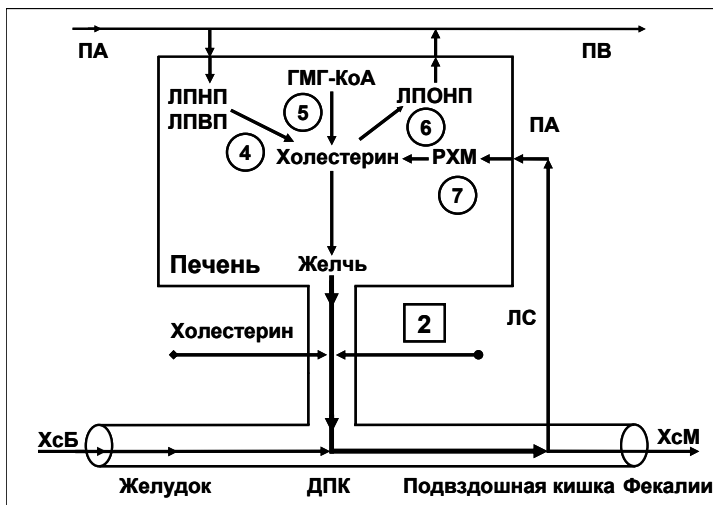 ПА
ПВ
ЛПНП
ЛПВП
ГМГ-КоА
5
ЛПОНП
4
6
ПА
Холестерин
РХМ
7
Печень
Желчь
Холестерин
2
ЛС
ХсБ
ХсМ
Желудок
ДПК
Подвздошная кишка
Фекалии